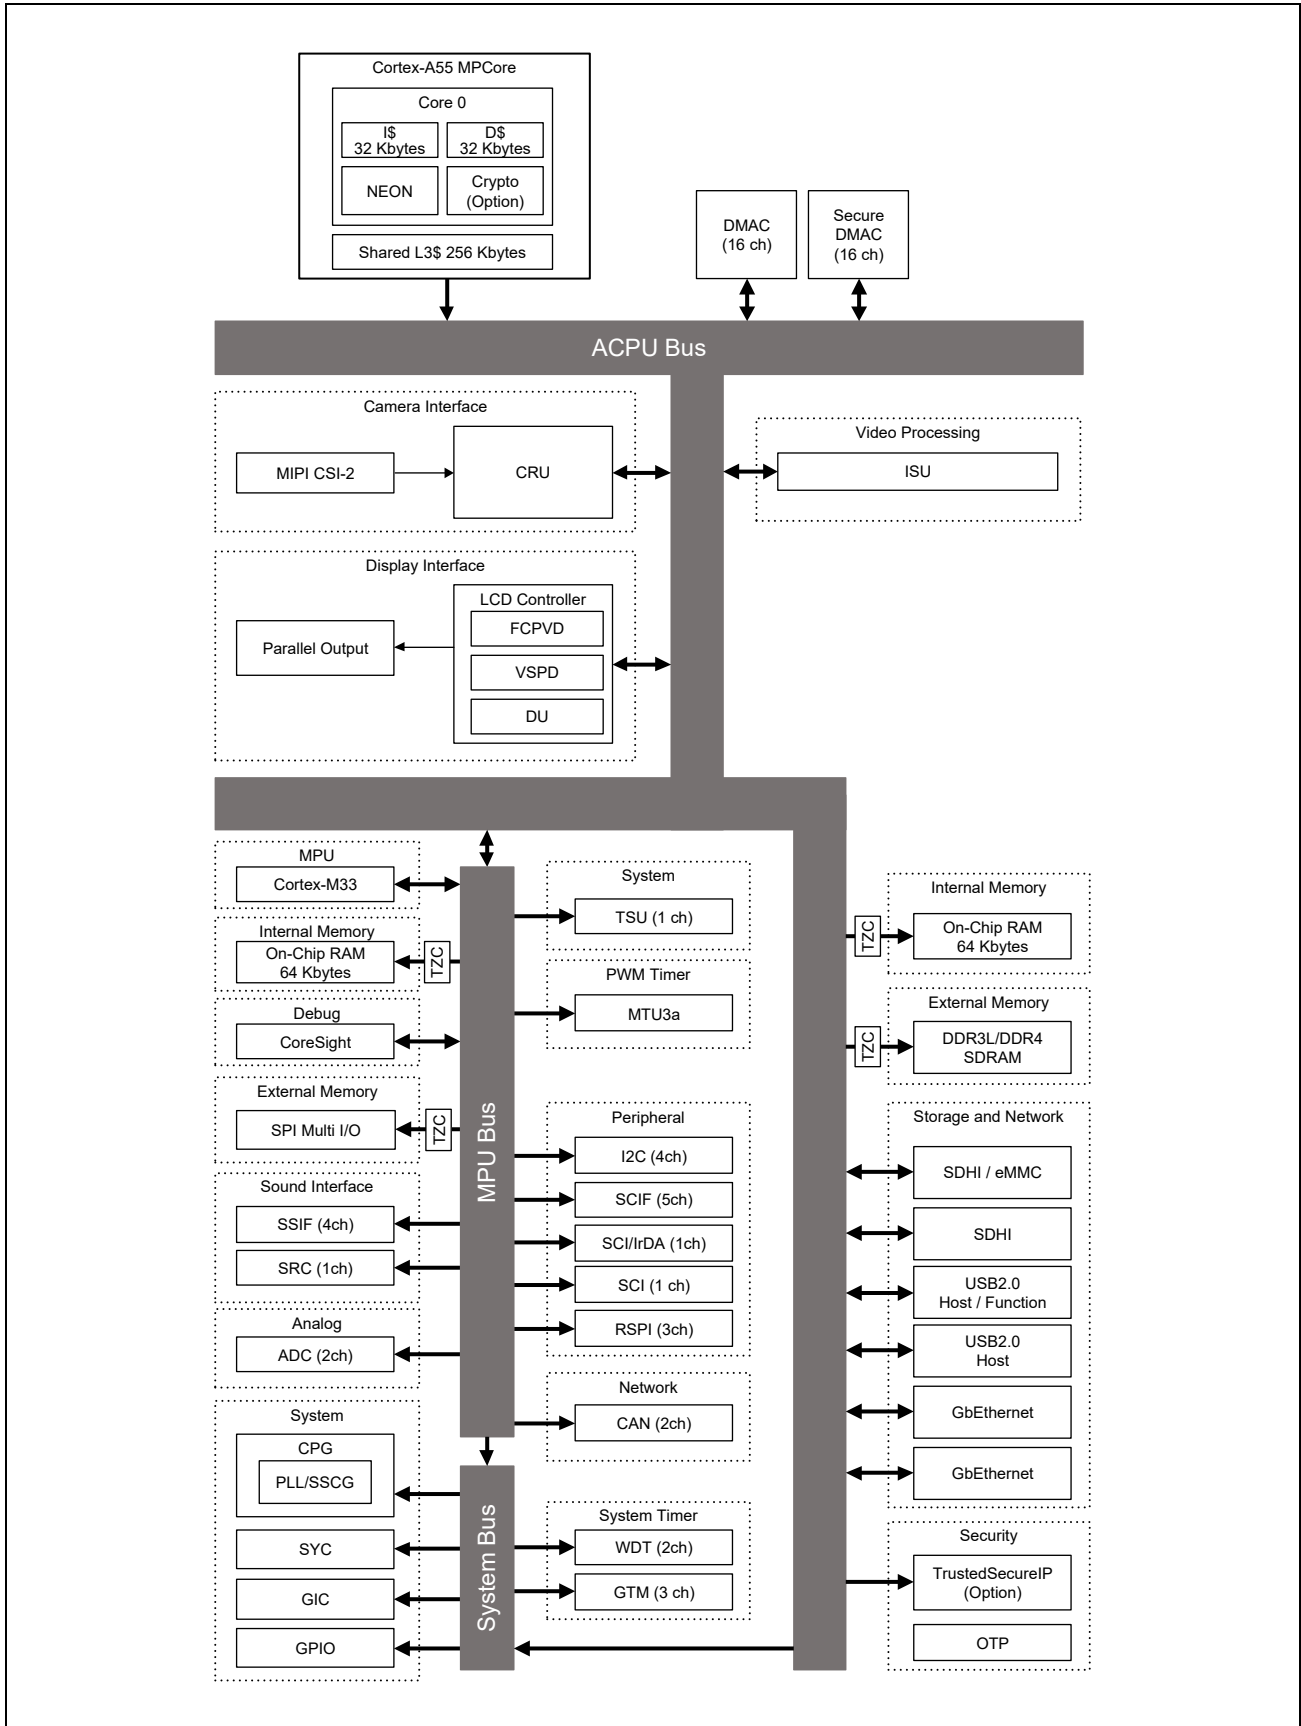 Cortex-A55 MPCore
Core 0
I$
32 Kbytes
D$
32 Kbytes
NEON
Crypto
(Option)
Shared L3$ 256 Kbytes
DMAC
(16 ch)
Secure
DMAC
(16 ch)
ACPU Bus
Camera Interface
MIPI CSI-2
CRU
Video Processing
ISU
Display Interface
LCD Controller
FCPVD
VSPD
DU
Parallel Output
MPU
Cortex-M33
Internal Memory
On-Chip RAM
64 Kbytes
TZC
Debug
CoreSight
External Memory
SPI Multi I/O
TZC
Sound Interface
SSIF (4ch)
SRC (1ch)
Analog
ADC (2ch)
System
CPG
PLL/SSCG
SYC
GIC
GPIO
MPU Bus
System Bus
System
TSU (1 ch)
PWM Timer
MTU3a
Peripheral
I2C (4ch)
SCIF (5ch)
SCI/IrDA (1ch)
SCI (1 ch)
RSPI (3ch)
Network
CAN (2ch)
System Timer
WDT (2ch)
GTM (3 ch)
Internal Memory
TZC
On-Chip RAM
64 Kbytes
External Memory
TZC
DDR3L/DDR4
SDRAM
Storage and Network
SDHI / eMMC
SDHI
USB2.0
Host / Function
USB2.0
Host
GbEthernet
GbEthernet
Security
TrustedSecureIP
(Option)
OTP